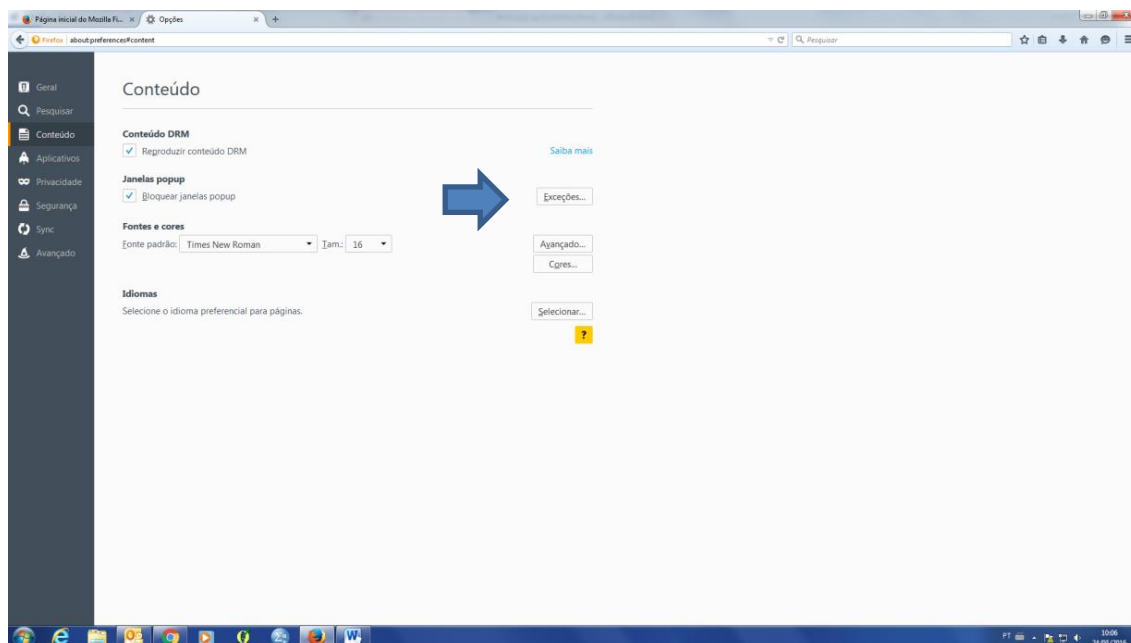 Página inicial do Mozilla Fi...
Opções
Firefox about:preferences#content
Pesquisar
Geral
Pesquisar
Conteúdo
Aplicativos
Privacidade
Segurança
Sync
Avançado
Conteúdo
Conteúdo DRM
Reproduzir conteúdo DRM
Saiba mais
Janelas popup
Bloquear janelas popup
Exceções...
Fontes e cores
Fonte padrão: Times New Roman Tam.: 16
Avançado...
Cores...
Idiomas
Selecione o idioma preferencial para páginas.
Selecionar...
?
PT
10:06